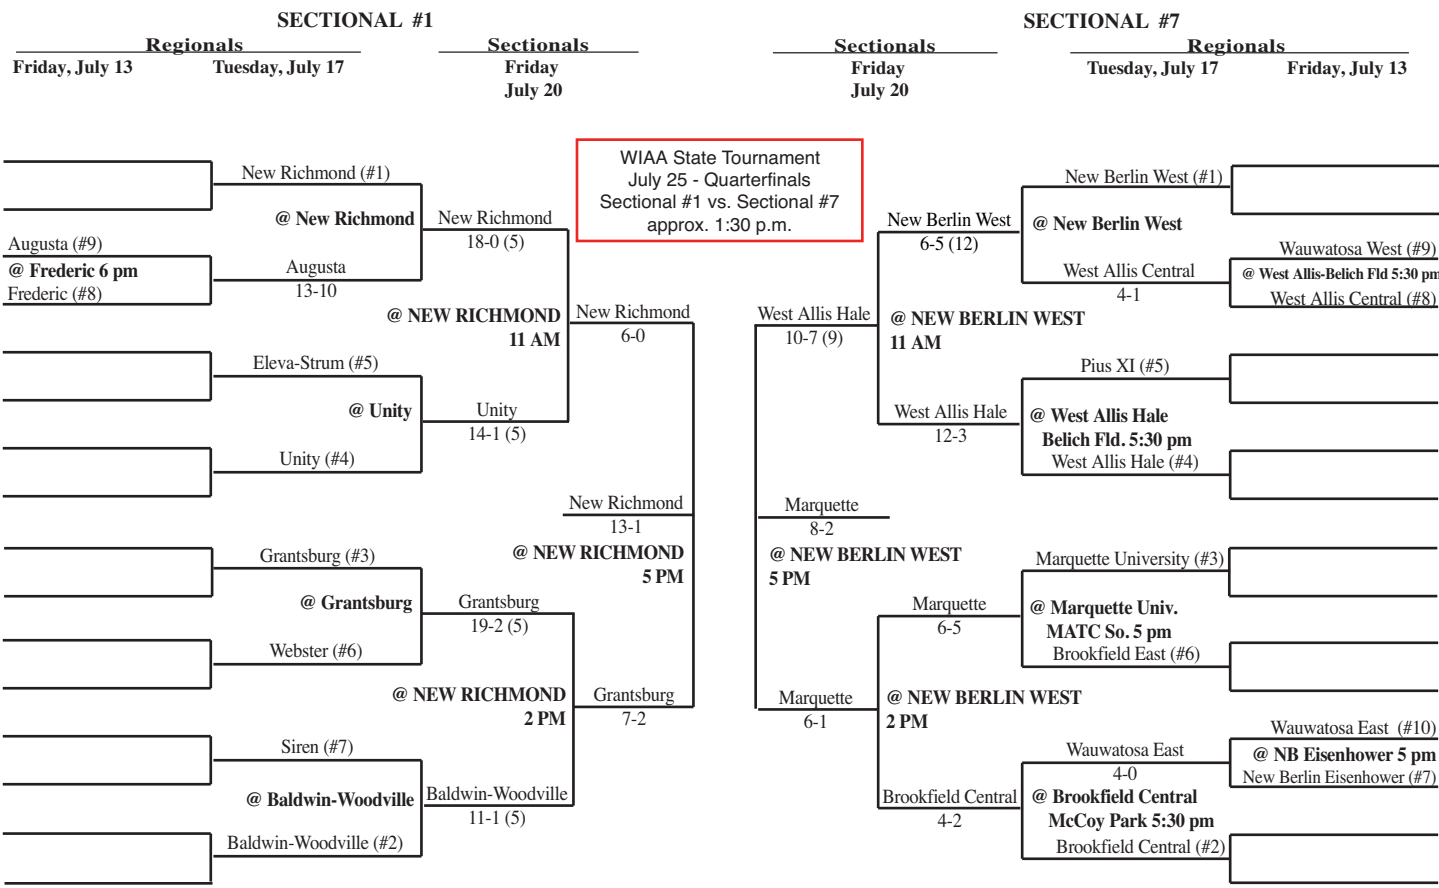 SECTIONAL #1
Regionals
Sectionals
Friday, July 13
Tuesday, July 17
Friday
July 20
New Richmond (#1)
@ New Richmond
New Richmond
18-0 (5)
Augusta (#9)
@ Frederic 6 pm
Frederic (#8)
Augusta
13-10
@ NEW RICHMOND
11 AM
New Richmond
6-0
Eleva-Strum (#5)
@ Unity
Unity
14-1 (5)
Unity (#4)
New Richmond
13-1
@ NEW RICHMOND
5 PM
Grantsburg (#3)
@ Grantsburg
Grantsburg
19-2 (5)
Webster (#6)
@ NEW RICHMOND
2 PM
Grantsburg
7-2
Siren (#7)
@ Baldwin-Woodville
Baldwin-Woodville
11-1 (5)
Baldwin-Woodville (#2)
WIAA State Tournament
July 25 - Quarterfinals
Sectional #1 vs. Sectional #7
approx. 1:30 p.m.
SECTIONAL #7
Sectionals
Regionals
Friday
July 20
Tuesday, July 17
Friday, July 13
New Berlin West (#1)
New Berlin West
6-5 (12)
@ New Berlin West
Wauwatosa West (#9)
@ West Allis-Belich Fld 5:30 pm
West Allis Central (#8)
West Allis Central
4-1
West Allis Hale
10-7 (9)
@ NEW BERLIN WEST
11 AM
Pius XI (#5)
West Allis Hale
12-3
@ West Allis Hale
Belich Fld. 5:30 pm
West Allis Hale (#4)
Marquette
8-2
@ NEW BERLIN WEST
5 PM
Marquette University (#3)
Marquette
6-5
@ Marquette Univ.
MATC So. 5 pm
Brookfield East (#6)
Marquette
6-1
@ NEW BERLIN WEST
2 PM
Wauwatosa East (#10)
@ NB Eisenhower 5 pm
New Berlin Eisenhower (#7)
Wauwatosa East
4-0
Brookfield Central
4-2
@ Brookfield Central
McCoy Park 5:30 pm
Brookfield Central (#2)